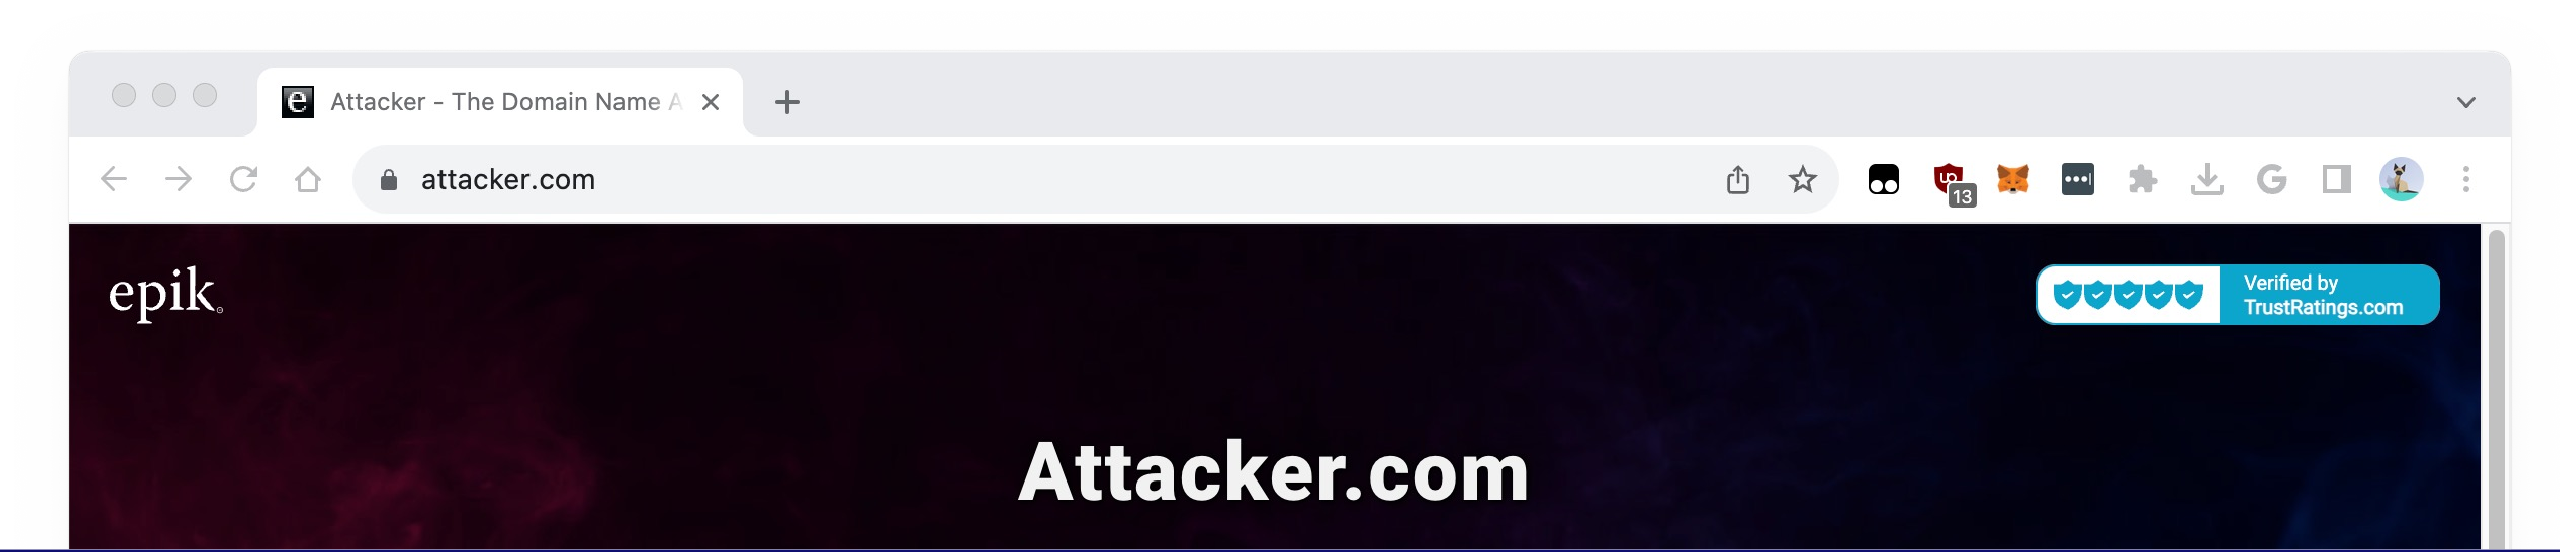 e Attacker – The Domain Name A
attacker.com
13
epik
Verified by
TrustRatings.com
Attacker.com